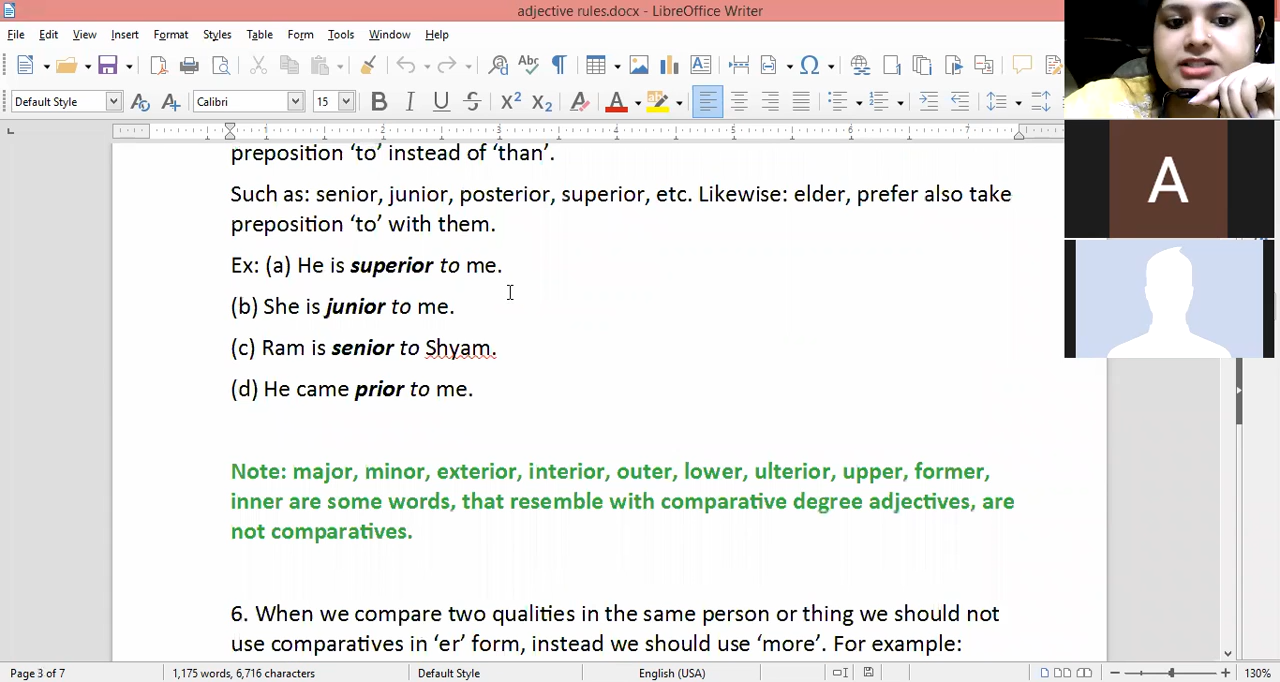 adjective rules.docx - LibreOffice Writer
File Edit View Insert Format Styles Table Form Tools Window Help
Default Style Calibri 15
preposition ‘to’ instead of ‘than’.
Such as: senior, junior, posterior, superior, etc. Likewise: elder, prefer also take
preposition ‘to’ with them.
Ex: (a) He is superior to me.
(b) She is junior to me.
(c) Ram is senior to Shyam.
(d) He came prior to me.
Note: major, minor, exterior, interior, outer, lower, ulterior, upper, former,
inner are some words, that resemble with comparative degree adjectives, are
not comparatives.
6. When we compare two qualities in the same person or thing we should not
use comparatives in ‘er’ form, instead we should use ‘more’. For example:
Page 3 of 7 1,175 words, 6,716 characters Default Style English (USA) 130%
A